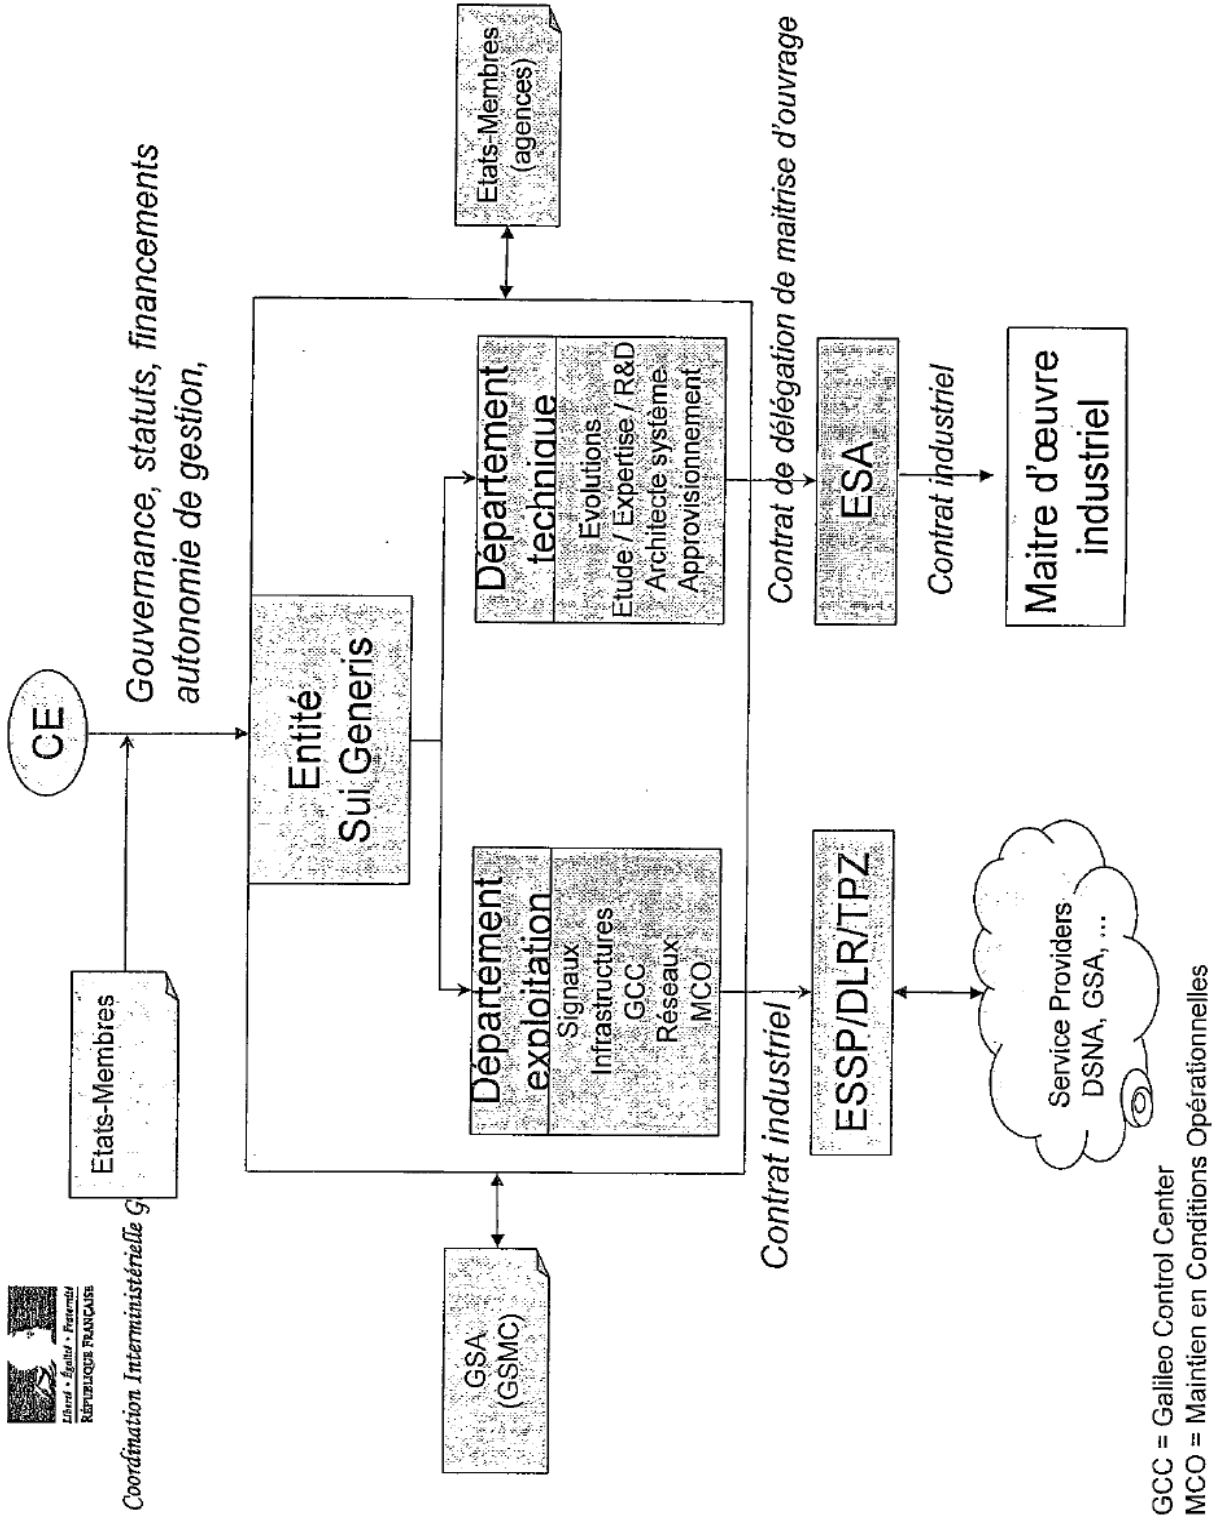 Liberté • Égalité • Fraternité
RÉPUBLIQUE FRANÇAISE
Coordination Interministérielle G
Etats-Membres
CE
Gouvernance, statuts, financements
autonomie de gestion,
Entité
Sui Generis
GSA
(GSMC)
Département
exploitation
Signaux
Infrastructures
GCC
Réseaux
MCO
Département
technique
Evolutions
Etude / Expertise / R&D
Architecte système
Approvisionnement
Etats-Membres
(agences)
Contrat industriel
Contrat de délégation de maitrise d'ouvrage
ESSP/DLR/TPZ
ESA
Contrat industriel
Service Providers
DSNA, GSA, ...
Maitre d'œuvre
industriel
GCC = Galileo Control Center
MCO = Maintien en Conditions Opérationnelles